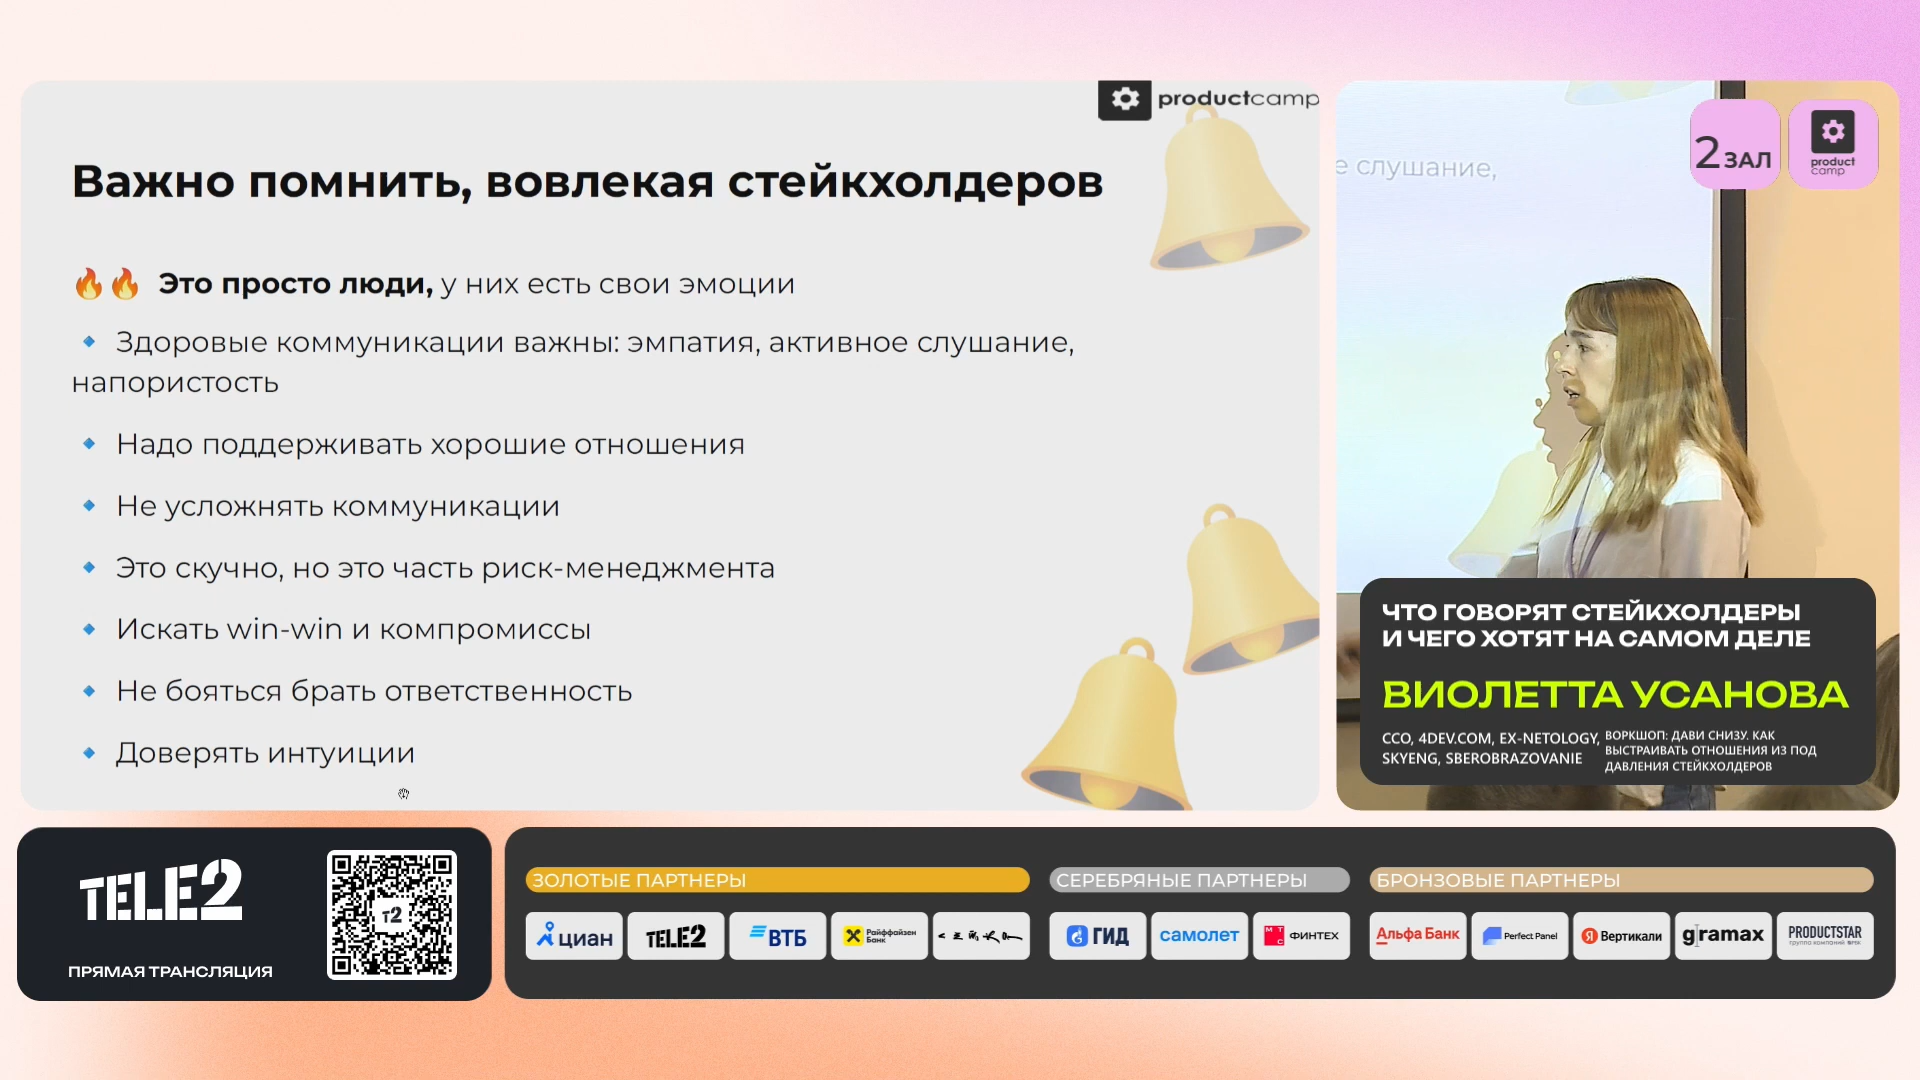 productcamp
Важно помнить, вовлекая стейкхолдеров
Это просто люди, у них есть свои эмоции
Здоровые коммуникации важны: эмпатия, активное слушание,
напористость
Надо поддерживать хорошие отношения
Не усложнять коммуникации
Это скучно, но это часть риск-менеджмента
Искать win-win и компромиссы
Не бояться брать ответственность
Доверять интуиции
е слушание,
2 ЗАЛ
product
camp
ЧТО ГОВОРЯТ СТЕЙКХОЛДЕРЫ
И ЧЕГО ХОТЯТ НА САМОМ ДЕЛЕ
ВИОЛЕТТА УСАНОВА
CCO, 4DEV.COM, EX-NETOLOGY,
SKYENG, SBEROBRAZOVANIE
ВОРКШОП: ДАВИ СНИЗУ. КАК
ВЫСТРАИВАТЬ ОТНОШЕНИЯ ИЗ ПОД
ДАВЛЕНИЯ СТЕЙКХОЛДЕРОВ
TELE2
ПРЯМАЯ ТРАНСЛЯЦИЯ
T2
ЗОЛОТЫЕ ПАРТНЕРЫ
циан
TELE2
ВТБ
Райффайзен
Банк
СЕРЕБРЯНЫЕ ПАРТНЕРЫ
ГИД
самолет
МТС
ФИНТЕХ
БРОНЗОВЫЕ ПАРТНЕРЫ
Альфа Банк
Perfect Panel
Я Вертикали
gramax
PRODUCTSTAR